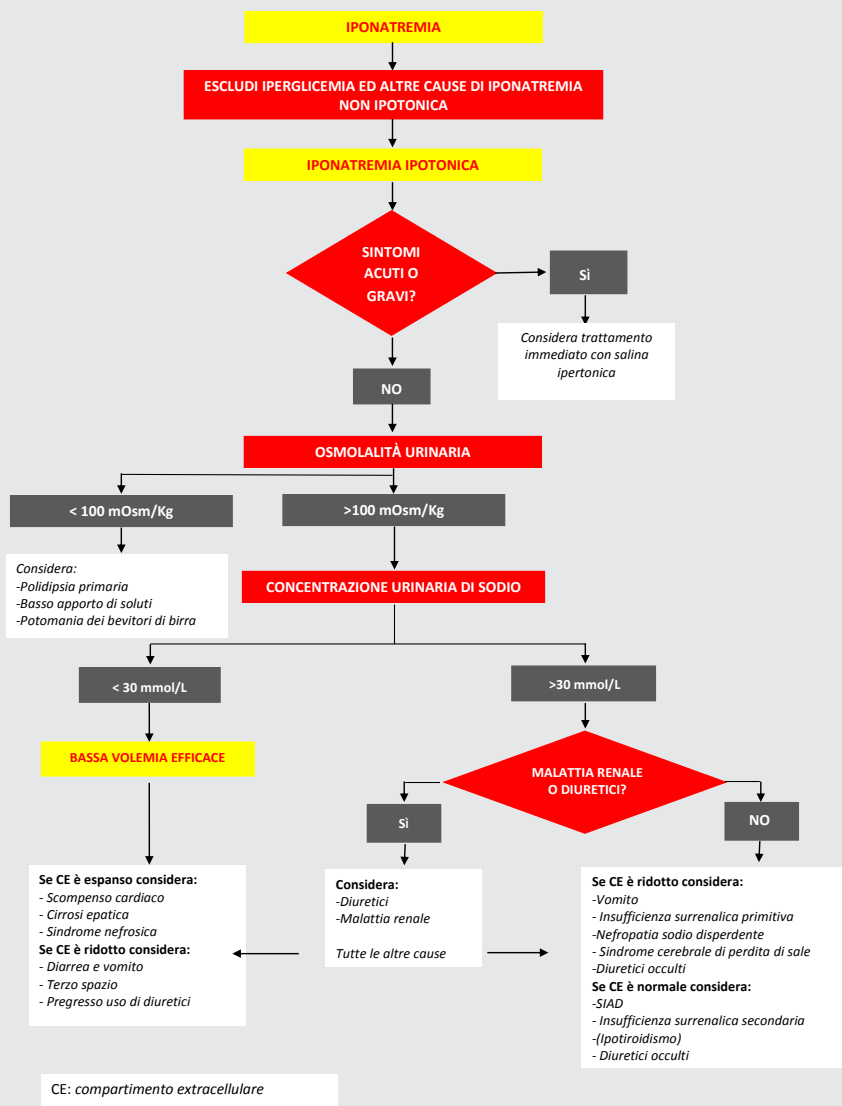 IPONATREMIA
ESCLUDI IPERGLICEMIA ED ALTRE CAUSE DI IPONATREMIA
NON IPOTONICA
IPONATREMIA IPOTONICA
SINTOMI
ACUTI O
GRAVI?
Sì
Considera trattamento
immediato con salina
ipertonica
NO
OSMOLALITÀ URINARIA
< 100 mOsm/Kg
>100 mOsm/Kg
Considera:
-Polidipsia primaria
-Basso apporto di soluti
-Potomania dei bevitori di birra
CONCENTRAZIONE URINARIA DI SODIO
< 30 mmol/L
>30 mmol/L
BASSA VOLEMIA EFFICACE
MALATTIA RENALE
O DIURETICI?
Sì
NO
Se CE è espanso considera:
- Scompenso cardiaco
- Cirrosi epatica
- Sindrome nefrosica
Se CE è ridotto considera:
- Diarrea e vomito
- Terzo spazio
- Pregresso uso di diuretici
Considera:
-Diuretici
-Malattia renale
Tutte le altre cause
Se CE è ridotto considera:
-Vomito
- Insufficienza surrenalica primitiva
-Nefropatia sodio disperdente
- Sindrome cerebrale di perdita di sale
-Diuretici occulti
Se CE è normale considera:
-SIAD
- Insufficienza surrenalica secondaria
-(Ipotiroidismo)
- Diuretici occulti
CE: compartimento extracellulare